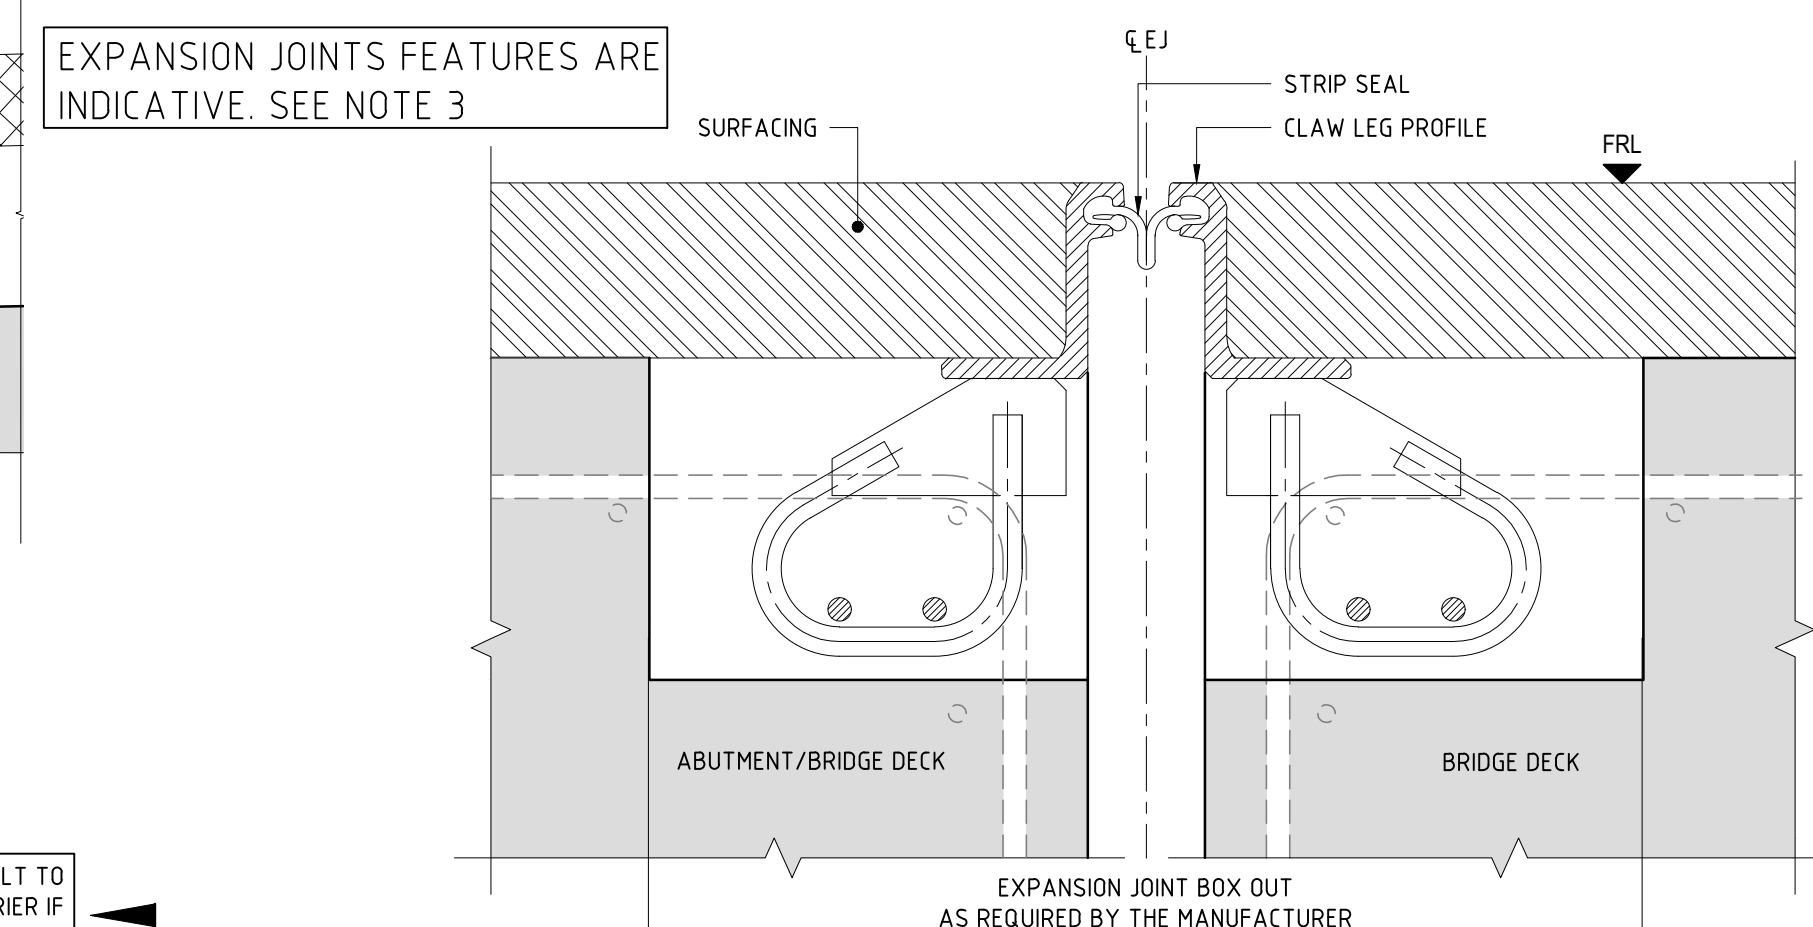 EXPANSION JOINTS FEATURES ARE
INDICATIVE. SEE NOTE 3
℄ EJ
STRIP SEAL
SURFACING
CLAW LEG PROFILE
FRL
ABUTMENT/BRIDGE DECK
BRIDGE DECK
LT TO
RIER IF
EXPANSION JOINT BOX OUT
AS REQUIRED BY THE MANUFACTURER